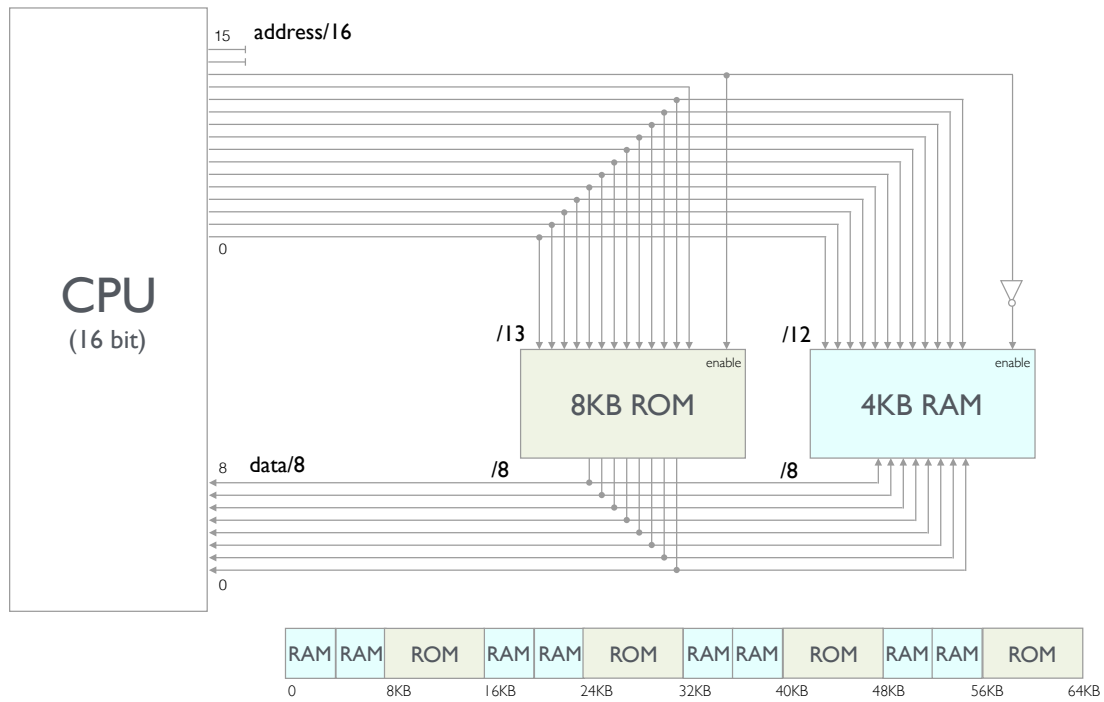 15 address/16
0
CPU
(16 bit)
/13
/12
enable
enable
8KB ROM
4KB RAM
8 data/8
/8
/8
0
RAM RAM ROM RAM RAM ROM RAM RAM ROM RAM RAM ROM
0 8KB 16KB 24KB 32KB 40KB 48KB 56KB 64KB